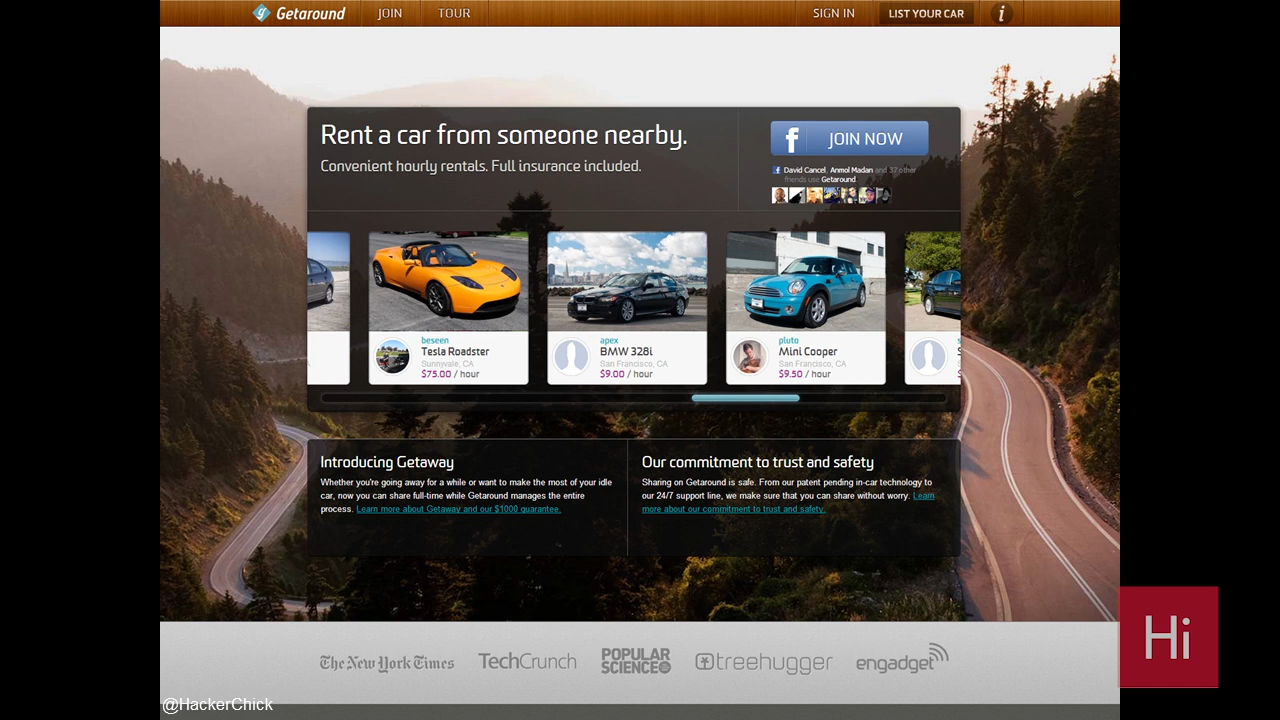 Getaround
JOIN
TOUR
SIGN IN
LIST YOUR CAR
i
Rent a car from someone nearby.
Convenient hourly rentals. Full insurance included.
f JOIN NOW
David Cancel, Anmol Madan and 37 other
friends use Getaround.
beseen
Tesla Roadster
Sunnyvale, CA
$75.00 / hour
apex
BMW 328i
San Francisco, CA
$9.00 / hour
pluto
Mini Cooper
San Francisco, CA
$9.50 / hour
Introducing Getaway
Whether you're going away for a while or want to make the most of your idle
car, now you can share full-time while Getaround manages the entire
process. Learn more about Getaway and our $1000 guarantee.
Our commitment to trust and safety
Sharing on Getaround is safe. From our patent pending in-car technology to
our 24/7 support line, we make sure that you can share without worry. Learn
more about our commitment to trust and safety.
The New York Times
TechCrunch
POPULAR
SCIENCE
treehugger
engadget
Hi
@HackerChick